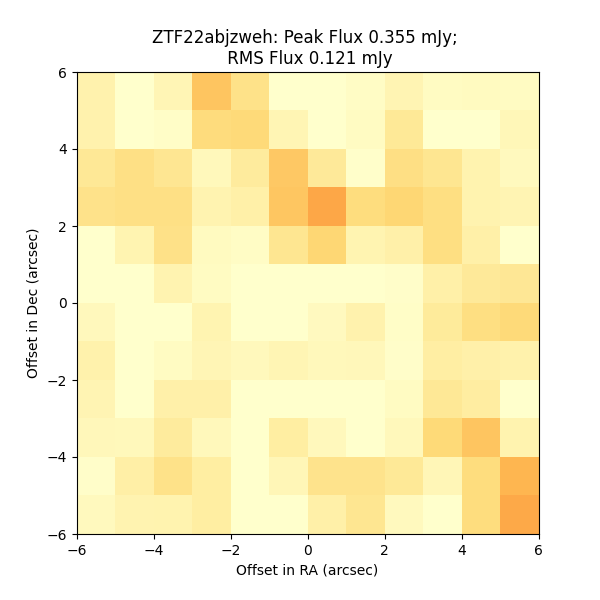 ZTF22abjzweh: Peak Flux 0.355 mJy;
RMS Flux 0.121 mJy
6
4
2
0
−2
−4
−6
Offset in Dec (arcsec)
−6 −4 −2 0 2 4 6
Offset in RA (arcsec)